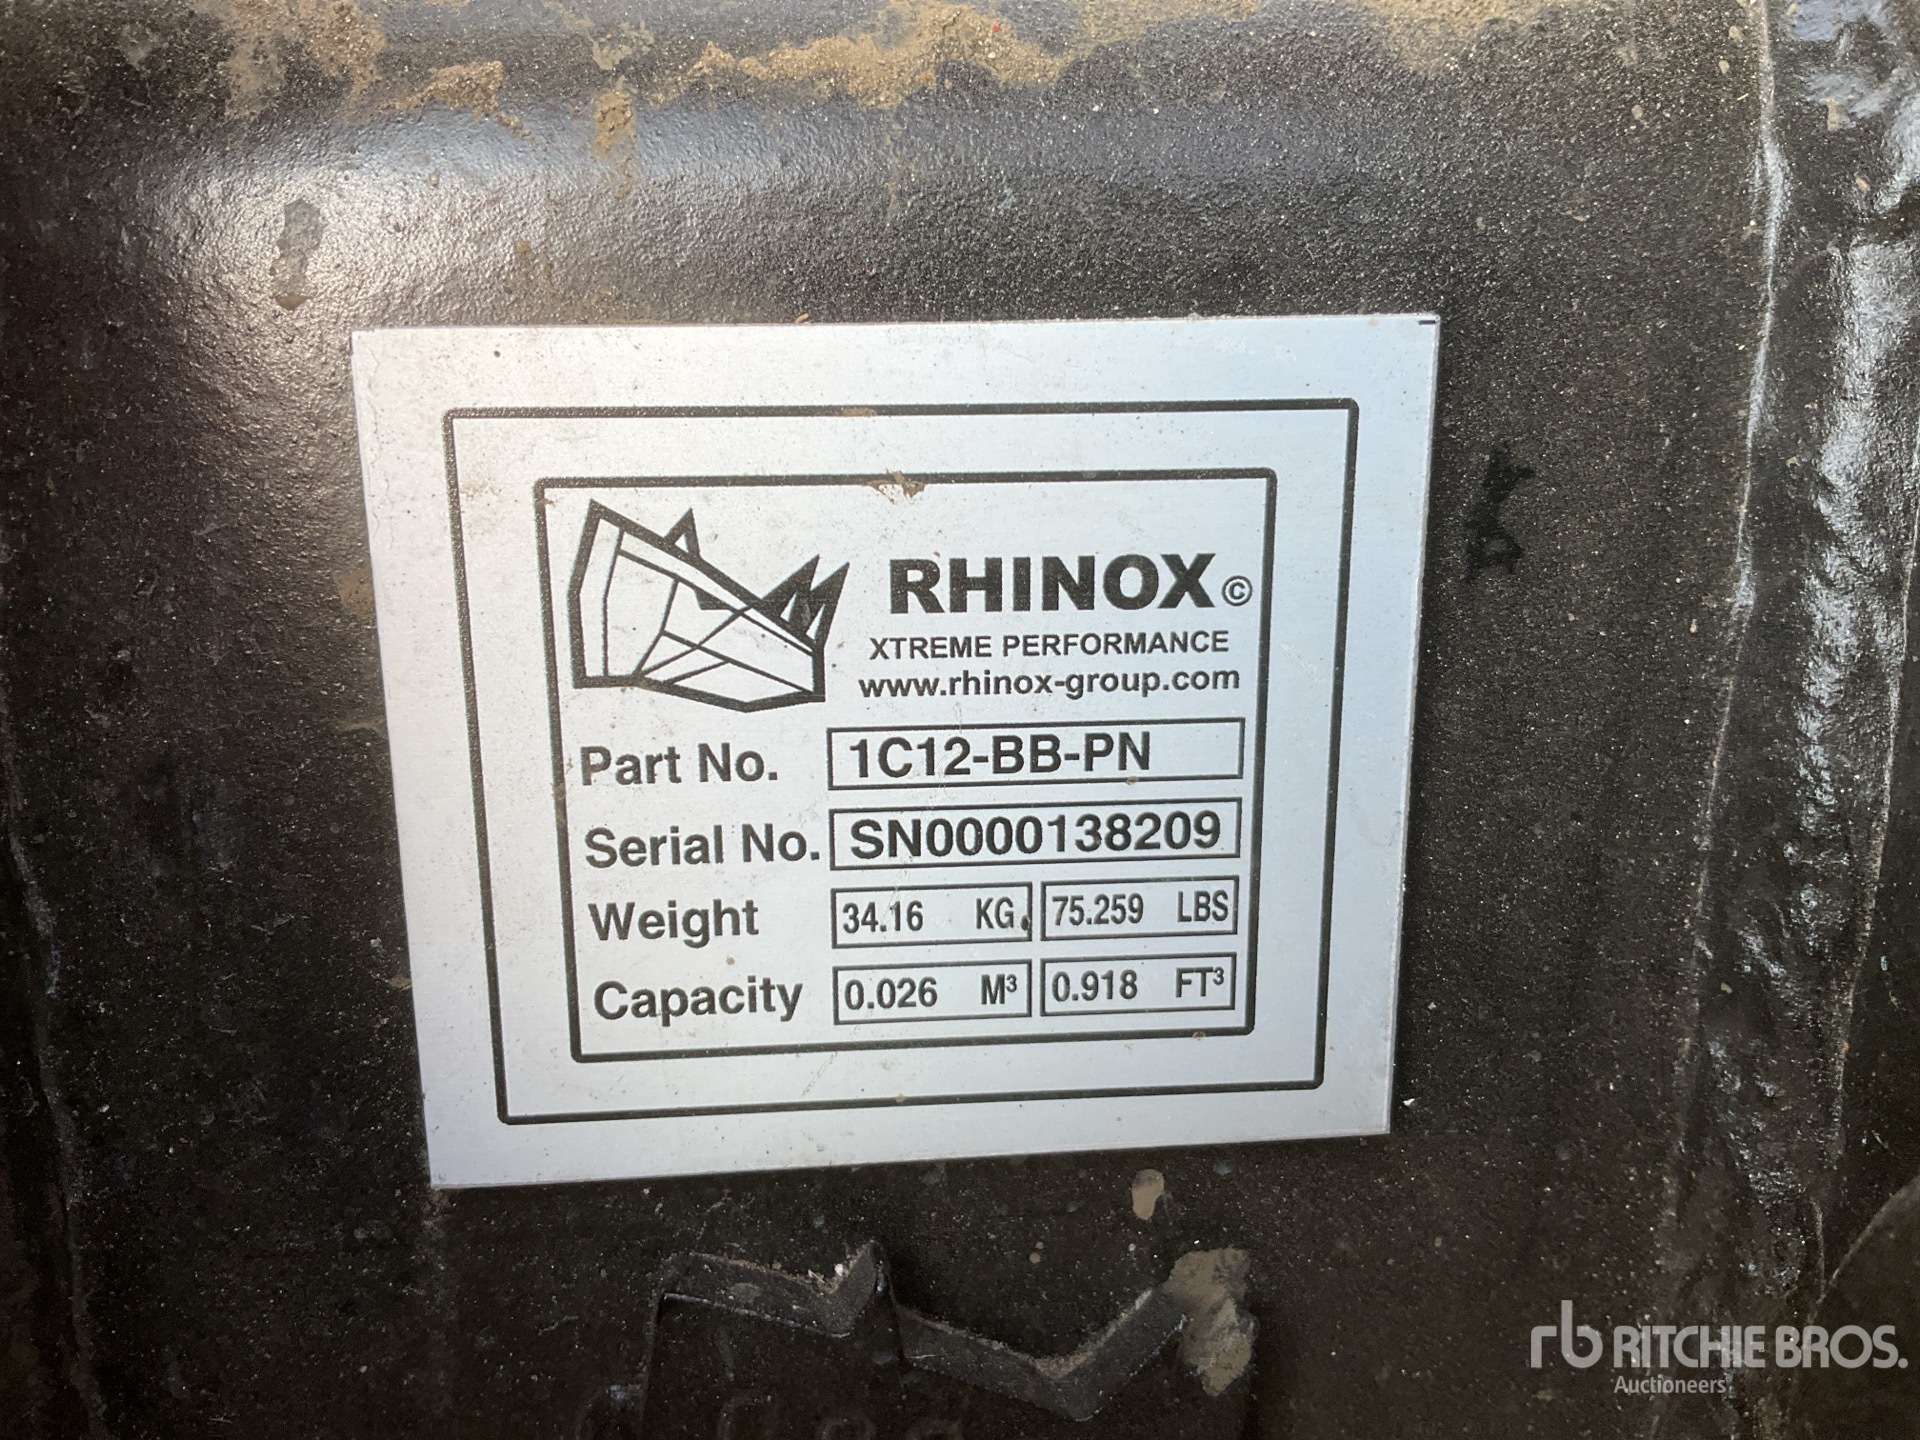 RHINOX©
XTREME PERFORMANCE
www.rhinox-group.com
Part No. 1C12-BB-PN
Serial No. SN0000138209
Weight 34.16 KG. 75.259 LBS
Capacity 0.026 M³ 0.918 FT³
rb RITCHIE BROS.
Auctioneers